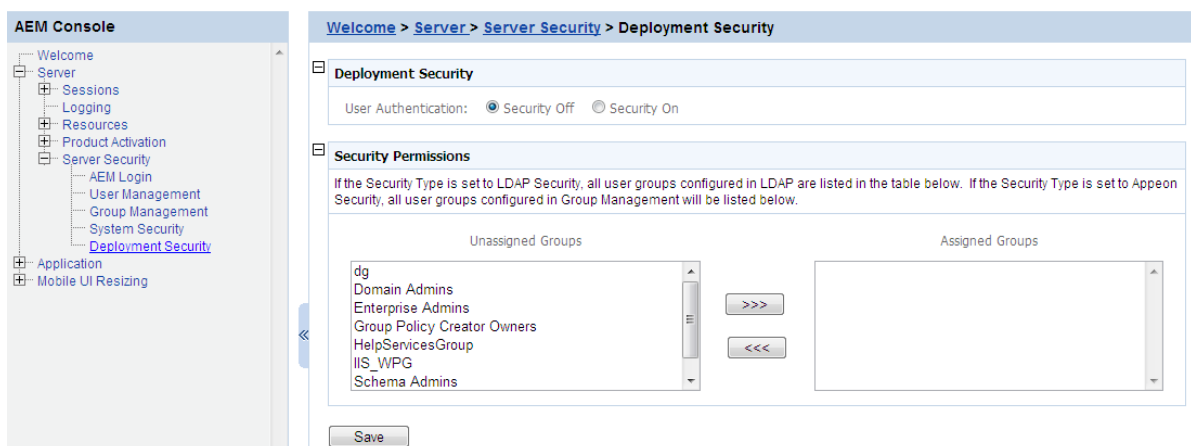 AEM Console
Welcome
Server
Sessions
Logging
Resources
Product Activation
Server Security
AEM Login
User Management
Group Management
System Security
Deployment Security
Application
Mobile UI Resizing
«
Welcome > Server > Server Security > Deployment Security
Deployment Security
User Authentication: Security Off Security On
Security Permissions
If the Security Type is set to LDAP Security, all user groups configured in LDAP are listed in the table below. If the Security Type is set to Appeon
Security, all user groups configured in Group Management will be listed below.
Unassigned Groups
Assigned Groups
dg
Domain Admins
Enterprise Admins
Group Policy Creator Owners
HelpServicesGroup
IIS_WPG
Schema Admins
>>>
<<<
Save